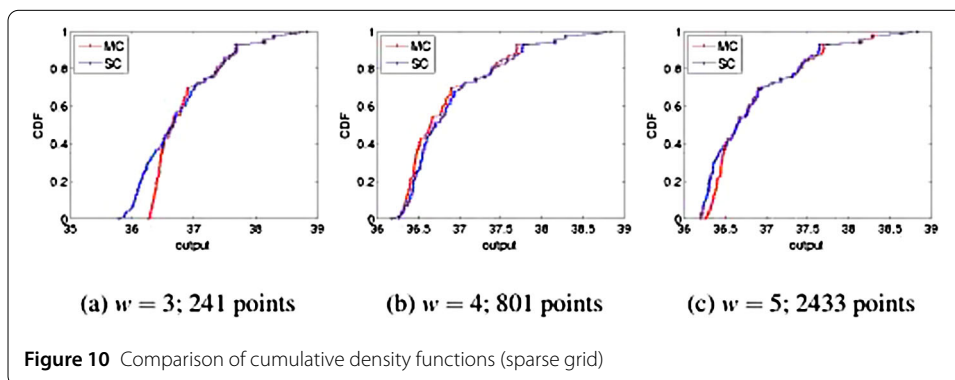 1
0.8
0.6
0.4
0.2
0
CDF
MC
SC
35 36 37 38 39
output
1
0.8
0.6
0.4
0.2
0
CDF
MC
SC
36 36.5 37 37.5 38 38.5 39
output
1
0.8
0.6
0.4
0.2
0
CDF
MC
SC
36 36.5 37 37.5 38 38.5 39
output
(a) w = 3; 241 points
(b) w = 4; 801 points
(c) w = 5; 2433 points
Figure 10 Comparison of cumulative density functions (sparse grid)